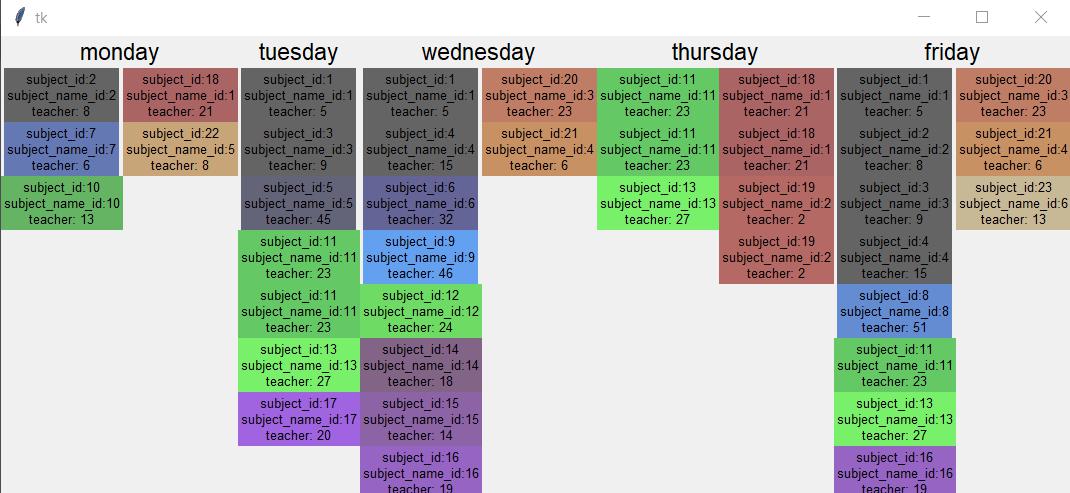 tk
monday
tuesday
wednesday
thursday
friday
subject_id:2
subject_name_id:2
teacher: 8
subject_id:7
subject_name_id:7
teacher: 6
subject_id:10
subject_name_id:10
teacher: 13
subject_id:18
subject_name_id:1
teacher: 21
subject_id:22
subject_name_id:5
teacher: 8
subject_id:1
subject_name_id:1
teacher: 5
subject_id:3
subject_name_id:3
teacher: 9
subject_id:5
subject_name_id:5
teacher: 45
subject_id:11
subject_name_id:11
teacher: 23
subject_id:11
subject_name_id:11
teacher: 23
subject_id:13
subject_name_id:13
teacher: 27
subject_id:17
subject_name_id:17
teacher: 20
subject_id:1
subject_name_id:1
teacher: 5
subject_id:4
subject_name_id:4
teacher: 15
subject_id:6
subject_name_id:6
teacher: 32
subject_id:9
subject_name_id:9
teacher: 46
subject_id:12
subject_name_id:12
teacher: 24
subject_id:14
subject_name_id:14
teacher: 18
subject_id:15
subject_name_id:15
teacher: 14
subject_id:16
subject_name_id:16
teacher: 19
subject_id:20
subject_name_id:3
teacher: 23
subject_id:21
subject_name_id:4
teacher: 6
subject_id:11
subject_name_id:11
teacher: 23
subject_id:11
subject_name_id:11
teacher: 23
subject_id:13
subject_name_id:13
teacher: 27
subject_id:18
subject_name_id:1
teacher: 21
subject_id:18
subject_name_id:1
teacher: 21
subject_id:19
subject_name_id:2
teacher: 2
subject_id:19
subject_name_id:2
teacher: 2
subject_id:1
subject_name_id:1
teacher: 5
subject_id:2
subject_name_id:2
teacher: 8
subject_id:3
subject_name_id:3
teacher: 9
subject_id:4
subject_name_id:4
teacher: 15
subject_id:8
subject_name_id:8
teacher: 51
subject_id:11
subject_name_id:11
teacher: 23
subject_id:13
subject_name_id:13
teacher: 27
subject_id:16
subject_name_id:16
teacher: 19
subject_id:20
subject_name_id:3
teacher: 23
subject_id:21
subject_name_id:4
teacher: 6
subject_id:23
subject_name_id:6
teacher: 13